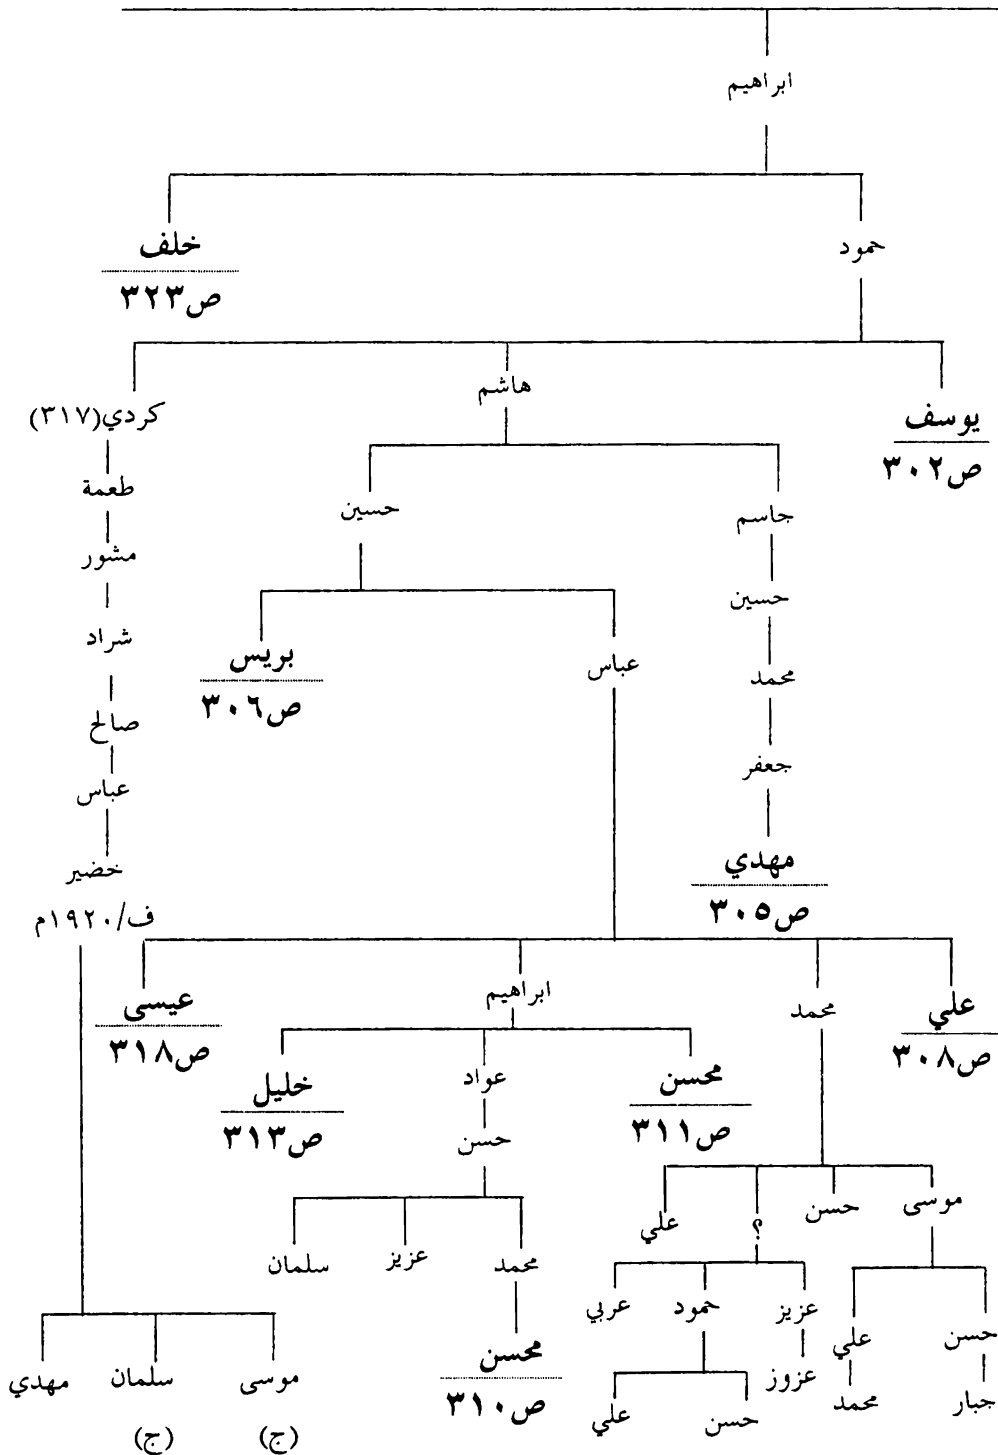 ابراهيم
حمود
خلف
ص٣٢٣
يوسف
ص٣٠٢
هاشم
كردي(٣١٧)
طعمة
مشور
شراد
صالح
عباس
خضير
ف/١٩٢٠م
جاسم
حسين
حسين
محمد
جعفر
مهدي
ص٣٠٥
عباس
بريس
ص٣٠٦
علي
ص٣٠٨
محمد
ابراهيم
عيسى
ص٣١٨
محسن
ص٣١١
عواد
خليل
ص٣١٣
حسن
موسى
حسن
؟
علي
محمد
عزيز
سلمان
عزيز
حمود
عربي
حسن
علي
عزوز
جبار
محمد
حسن
علي
محسن
ص٣١٠
موسى
سلمان
مهدي
(ج)
(ج)